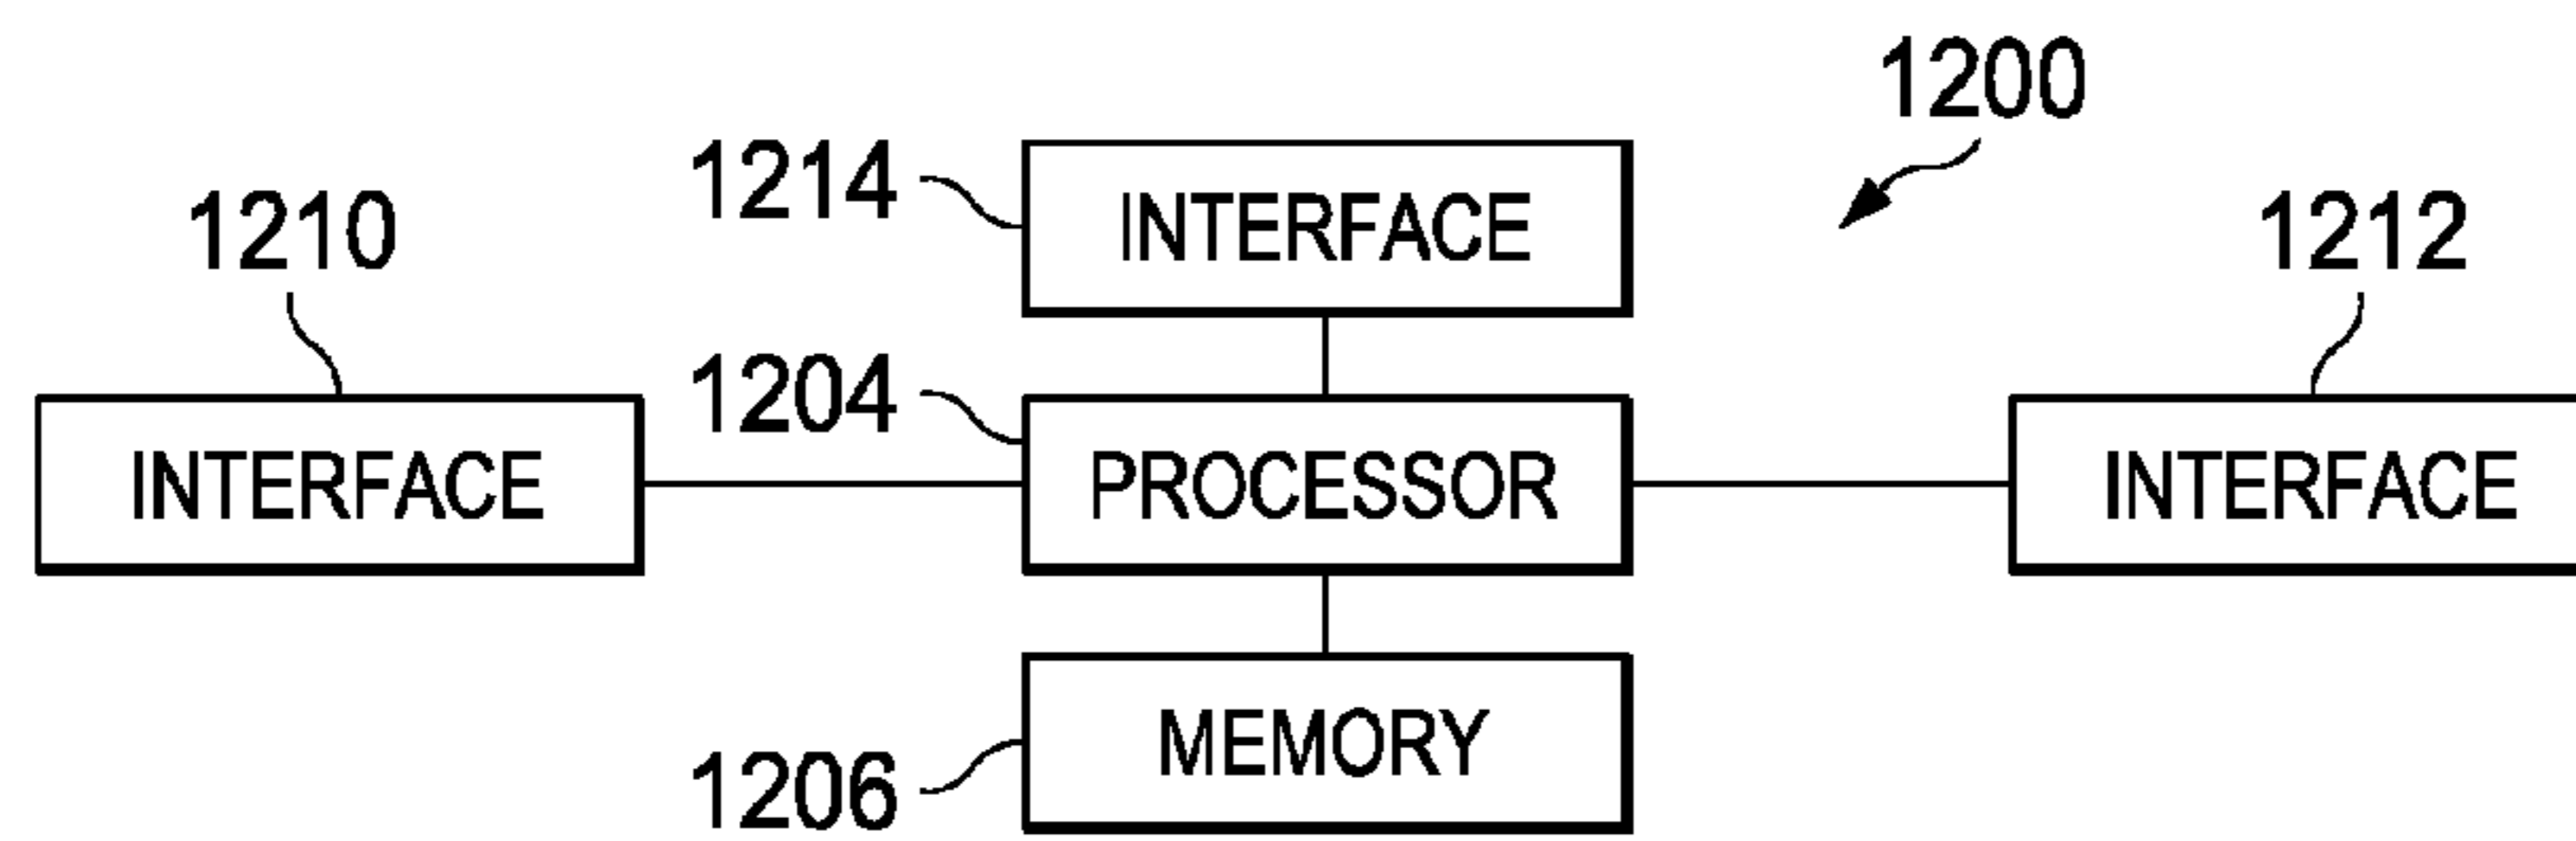 1200
1214
INTERFACE
1210
1212
1204
INTERFACE
PROCESSOR
INTERFACE
MEMORY
1206